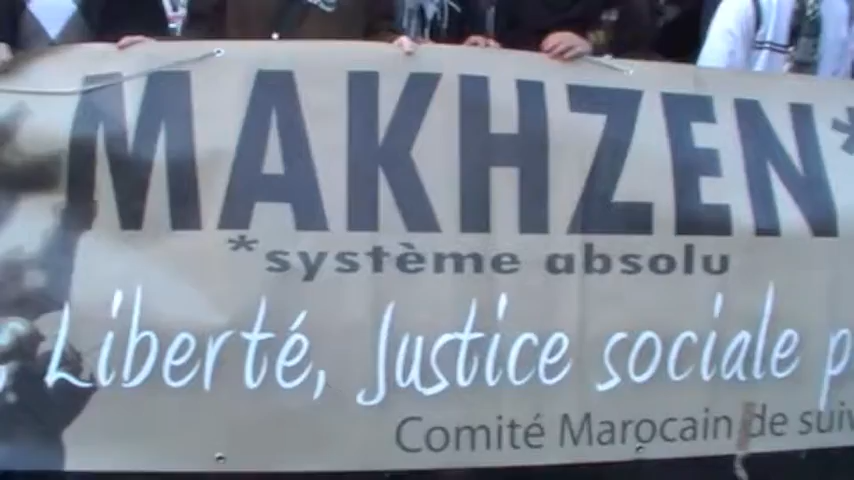 MAKHZEN*
*système absolu
Liberté, Justice sociale
Comité Marocain de